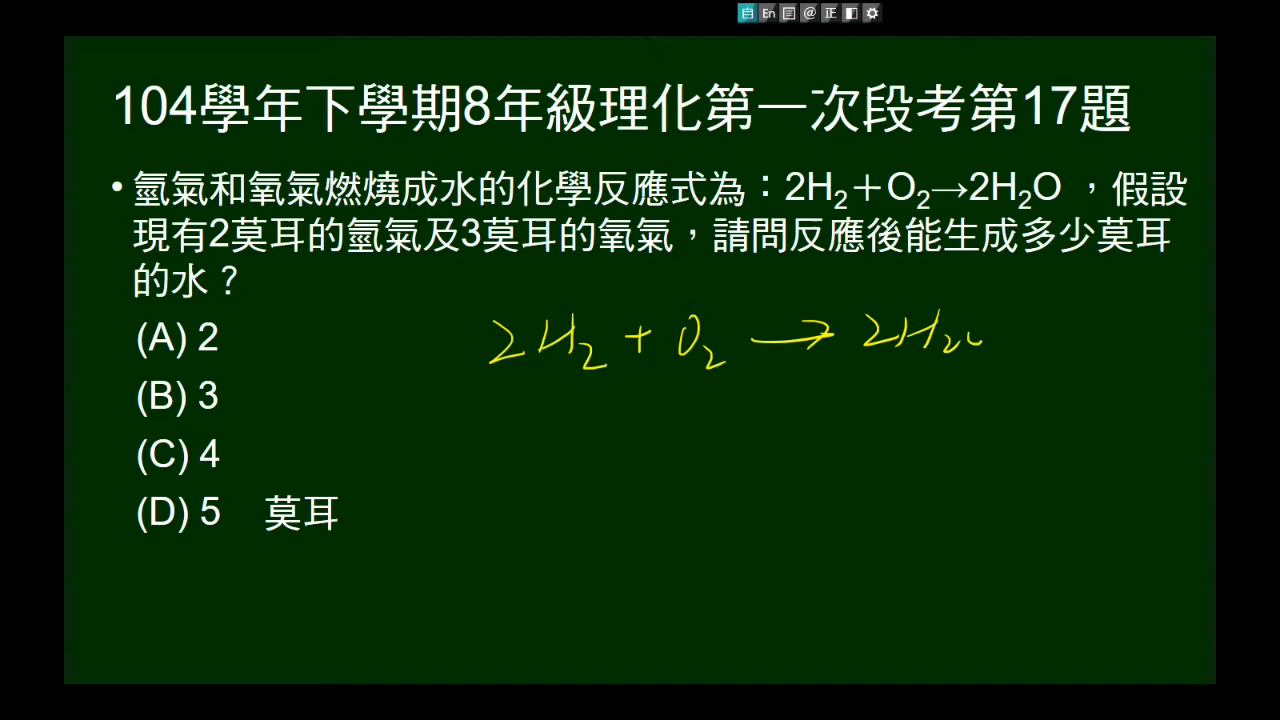 自 En @ 正
104學年下學期8年級理化第一次段考第17題
• 氫氣和氧氣燃燒成水的化學反應式為：2H₂＋O₂→2H₂O ，假設
現有2莫耳的氫氣及3莫耳的氧氣，請問反應後能生成多少莫耳
的水？
(A) 2
2H₂ + O₂ → 2H₂
(B) 3
(C) 4
(D) 5 莫耳